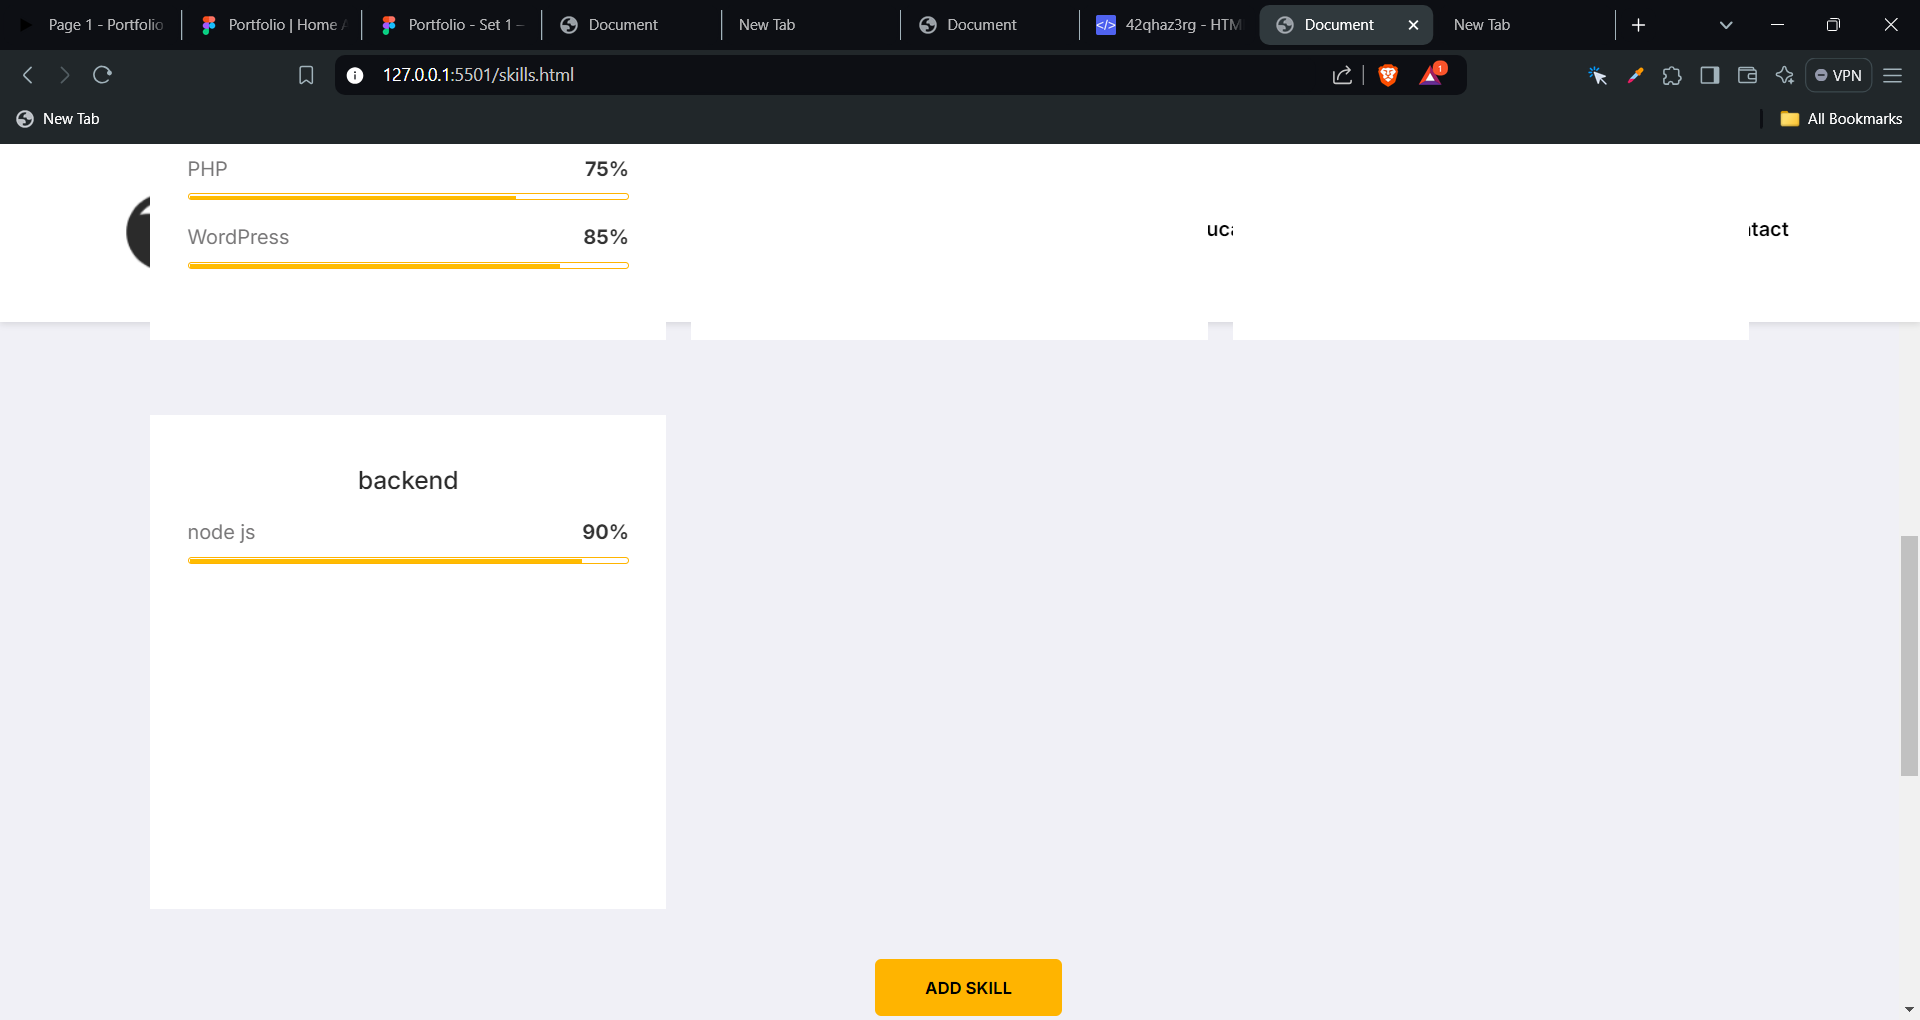 Page 1 - Portfolio
Portfolio | Home A
Portfolio - Set 1 –
Document
New Tab
Document
42qhaz3rg - HTM
Document
New Tab
127.0.0.1:5501/skills.html
1
VPN
New Tab
All Bookmarks
PHP 75%
WordPress 85%
uca
ntact
backend
node js 90%
ADD SKILL